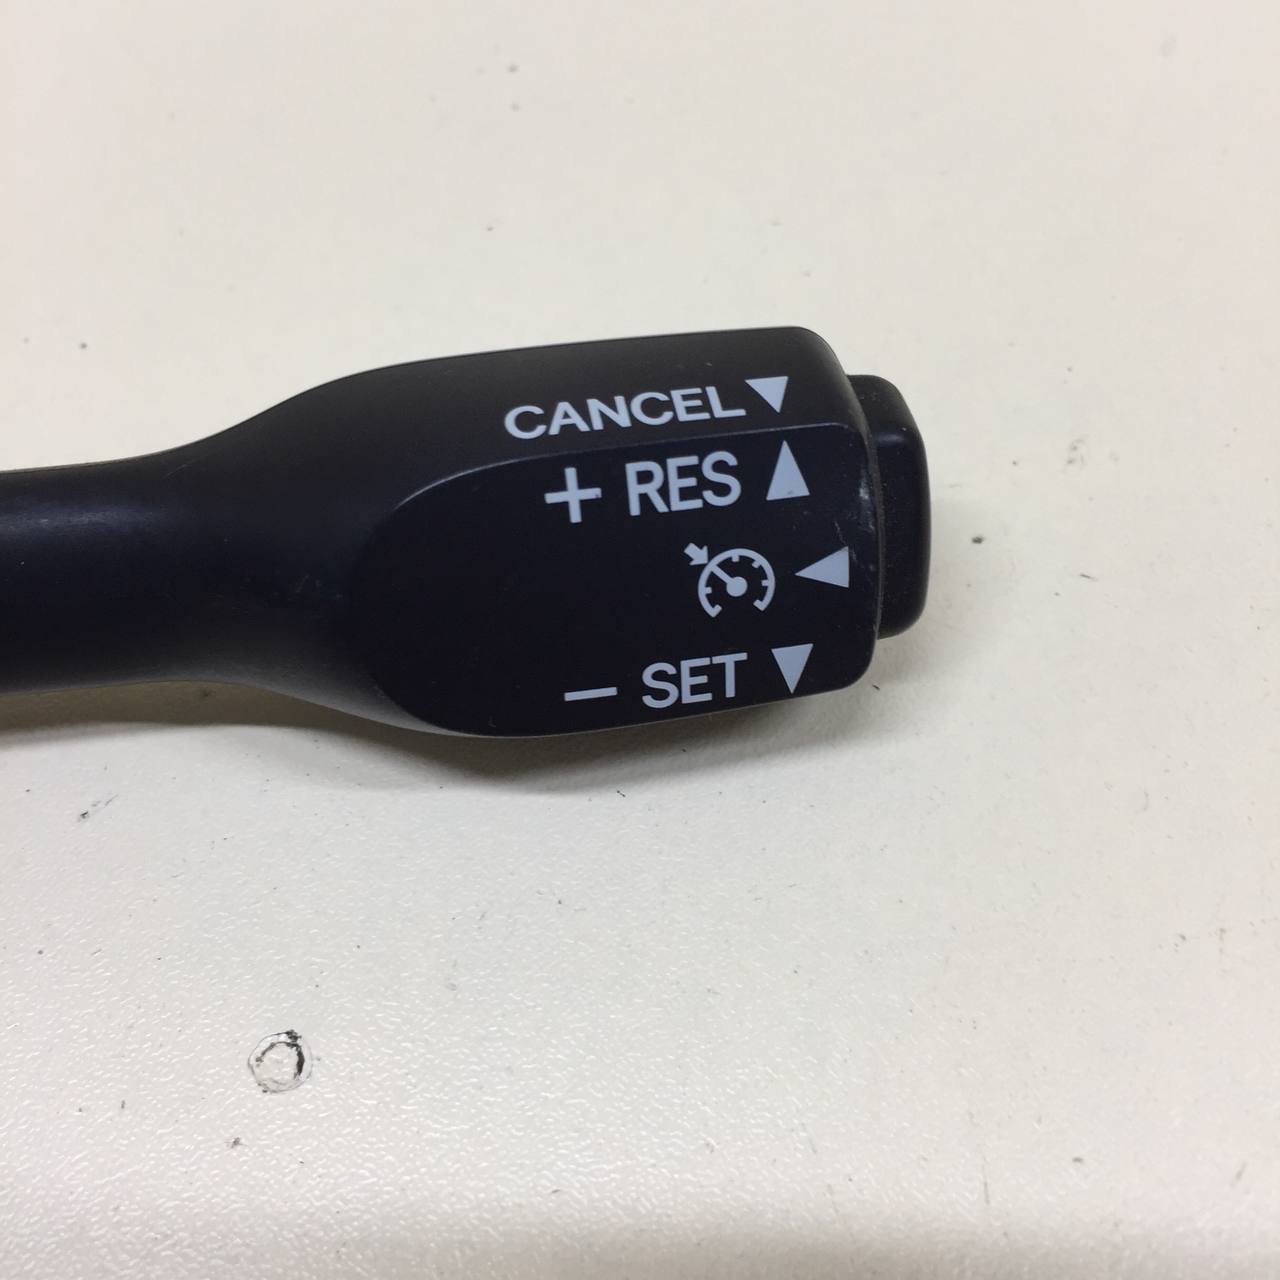 CANCEL▼
+ RES ▲
◀
− SET ▼